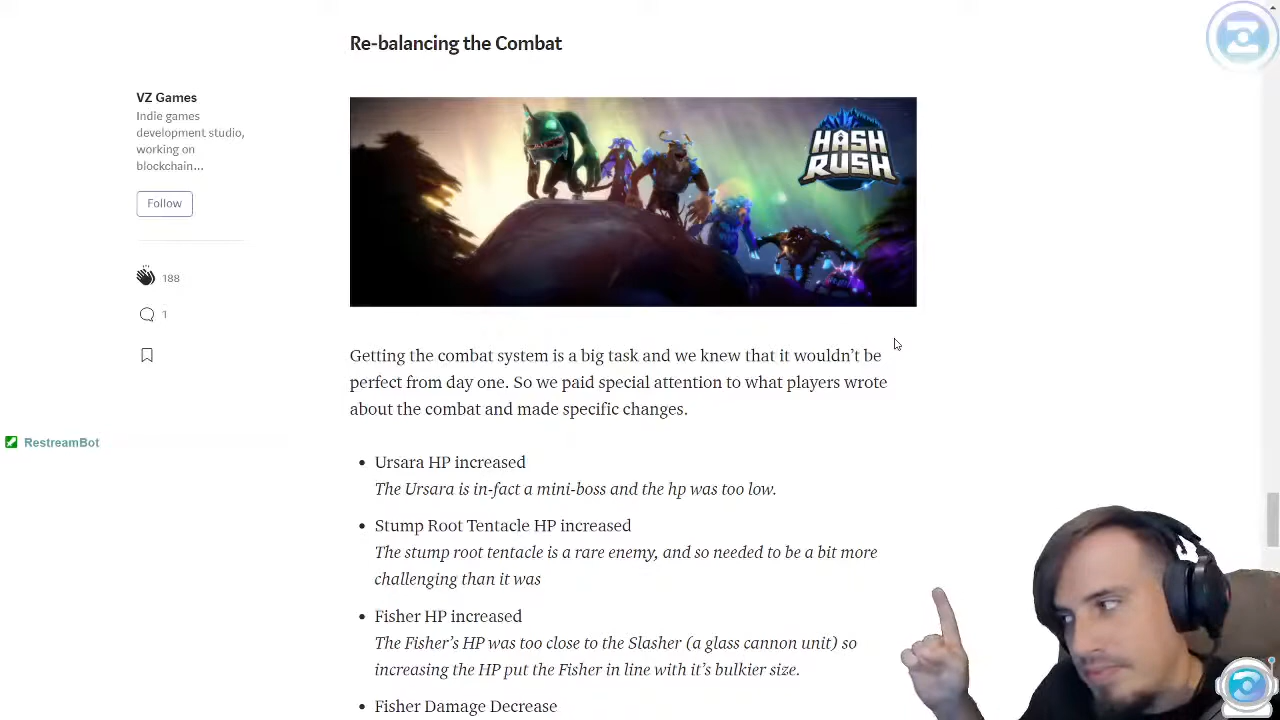 Re-balancing the Combat
VZ Games
Indie games
development studio,
working on
blockchain...
Follow
188
1
HASH
RUSH
Getting the combat system is a big task and we knew that it wouldn’t be
perfect from day one. So we paid special attention to what players wrote
about the combat and made specific changes.
RestreamBot
• Ursara HP increased
The Ursara is in-fact a mini-boss and the hp was too low.
• Stump Root Tentacle HP increased
The stump root tentacle is a rare enemy, and so needed to be a bit more
challenging than it was
• Fisher HP increased
The Fisher’s HP was too close to the Slasher (a glass cannon unit) so
increasing the HP put the Fisher in line with it’s bulkier size.
• Fisher Damage Decrease